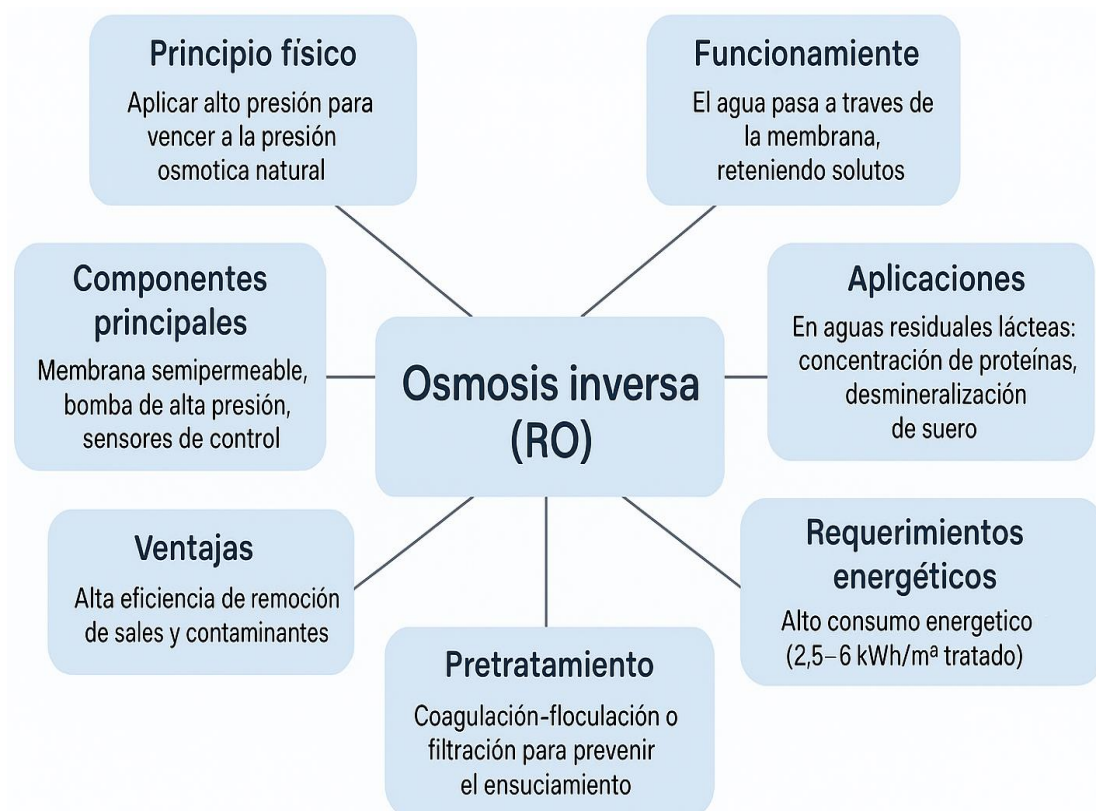 Principio físico
Aplicar alto presión para
vencer a la presión
osmotica natural
Funcionamiente
El agua pasa a traves de
la membrana,
reteniendo solutos
Componentes
principales
Membrana semipermeable,
bomba de alta presión,
sensores de control
Osmosis inversa
(RO)
Aplicaciones
En aguas residuales lácteas:
concentración de proteínas,
desmineralización
de suero
Ventajas
Alta eficiencia de remoción
de sales y contaminantes
Pretratamiento
Coagulación-floculación o
filtración para prevenir
el ensuciamiento
Requerimientos
energéticos
Alto consumo energetico
(2,5–6 kWh/mª tratado)